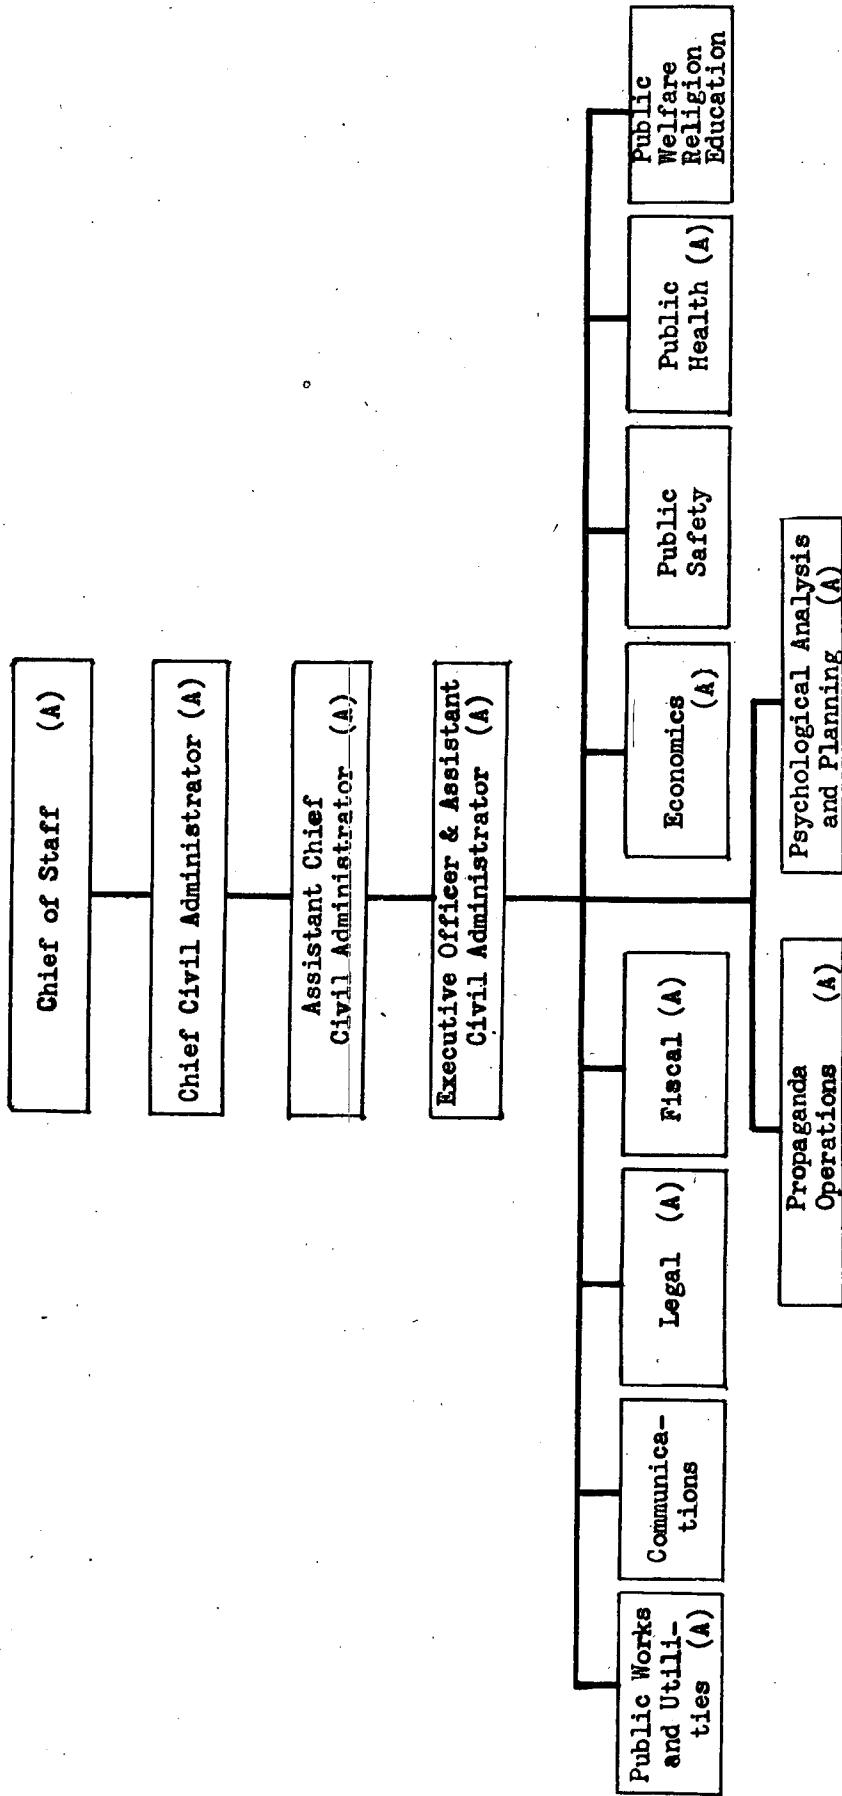 Chief of Staff (A)
Chief Civil Administrator (A)
Assistant Chief
Civil Administrator (A)
Executive Officer & Assistant
Civil Administrator (A)
Public Works
and Utili-
ties (A)
Communica-
tions
Legal (A)
Fiscal (A)
Economics
(A)
Public
Safety
Public
Health (A)
Public
Welfare
Religion
Education
Propaganda
Operations (A)
Psychological Analysis
and Planning (A)